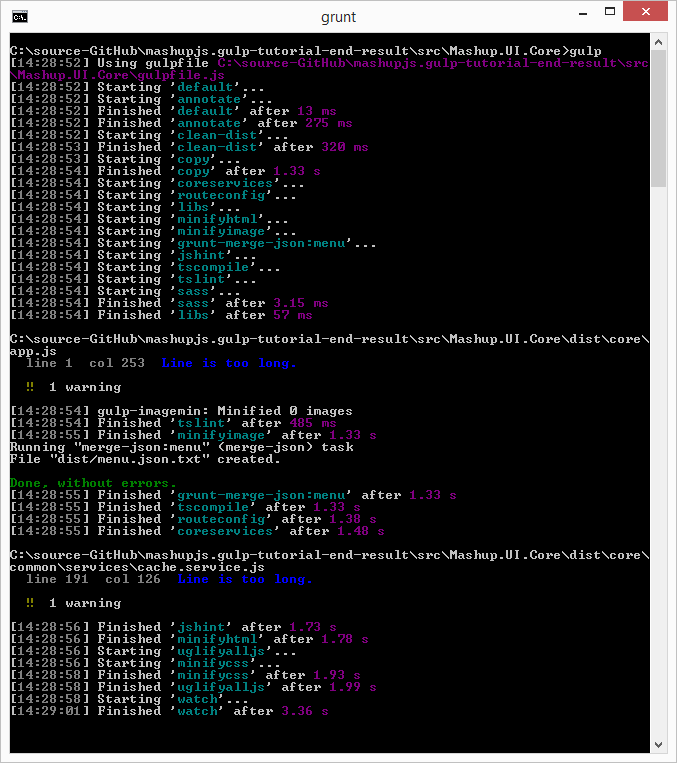 grunt
C:\source-GitHub\mashupjs.gulp-tutorial-end-result\src\Mashup.UI.Core>gulp
[14:28:52] Using gulpfile C:\source-GitHub\mashupjs.gulp-tutorial-end-result\src
\Mashup.UI.Core\gulpfile.js
[14:28:52] Starting 'default'...
[14:28:52] Starting 'annotate'...
[14:28:52] Finished 'default' after 13 ms
[14:28:52] Finished 'annotate' after 275 ms
[14:28:52] Starting 'clean-dist'...
[14:28:53] Finished 'clean-dist' after 320 ms
[14:28:53] Starting 'copy'...
[14:28:54] Finished 'copy' after 1.33 s
[14:28:54] Starting 'coreservices'...
[14:28:54] Starting 'routeconfig'...
[14:28:54] Starting 'libs'...
[14:28:54] Starting 'minifyhtml'...
[14:28:54] Starting 'minifyimage'...
[14:28:54] Starting 'grunt-merge-json:menu'...
[14:28:54] Starting 'jshint'...
[14:28:54] Starting 'tscompile'...
[14:28:54] Starting 'tslint'...
[14:28:54] Starting 'sass'...
[14:28:54] Finished 'sass' after 3.15 ms
[14:28:54] Finished 'libs' after 57 ms
C:\source-GitHub\mashupjs.gulp-tutorial-end-result\src\Mashup.UI.Core\dist\core\
app.js
line 1 col 253 Line is too long.
‼ 1 warning
[14:28:54] gulp-imagemin: Minified 0 images
[14:28:54] Finished 'tslint' after 485 ms
[14:28:55] Finished 'minifyimage' after 1.33 s
Running "merge-json:menu" (merge-json) task
File "dist/menu.json.txt" created.
Done, without errors.
[14:28:55] Finished 'grunt-merge-json:menu' after 1.33 s
[14:28:55] Finished 'tscompile' after 1.33 s
[14:28:55] Finished 'routeconfig' after 1.38 s
[14:28:55] Finished 'coreservices' after 1.48 s
C:\source-GitHub\mashupjs.gulp-tutorial-end-result\src\Mashup.UI.Core\dist\core\
common\services\cache.service.js
line 191 col 126 Line is too long.
‼ 1 warning
[14:28:56] Finished 'jshint' after 1.73 s
[14:28:56] Finished 'minifyhtml' after 1.78 s
[14:28:56] Starting 'uglifyalljs'...
[14:28:56] Starting 'minifycss'...
[14:28:58] Finished 'minifycss' after 1.93 s
[14:28:58] Finished 'uglifyalljs' after 1.99 s
[14:28:58] Starting 'watch'...
[14:29:01] Finished 'watch' after 3.36 s